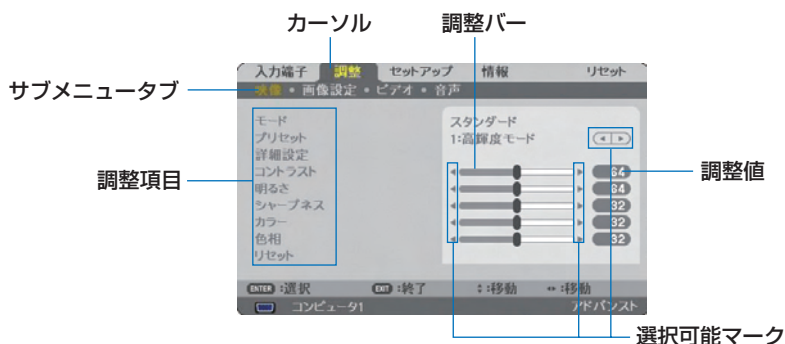 カーソル 調整バー
入力端子 調整 セットアップ 情報 リセット
サブメニュータブ
映像 • 画像設定 • ビデオ • 音声
モード スタンダード
プリセット 1:高輝度モード
詳細設定
コントラスト 64
調整値
調整項目
明るさ 64
シャープネス 32
カラー 32
色相 32
リセット
ENTER :選択 EXIT :終了 :移動 :移動
コンピュータ1 アドバンスト
選択可能マーク